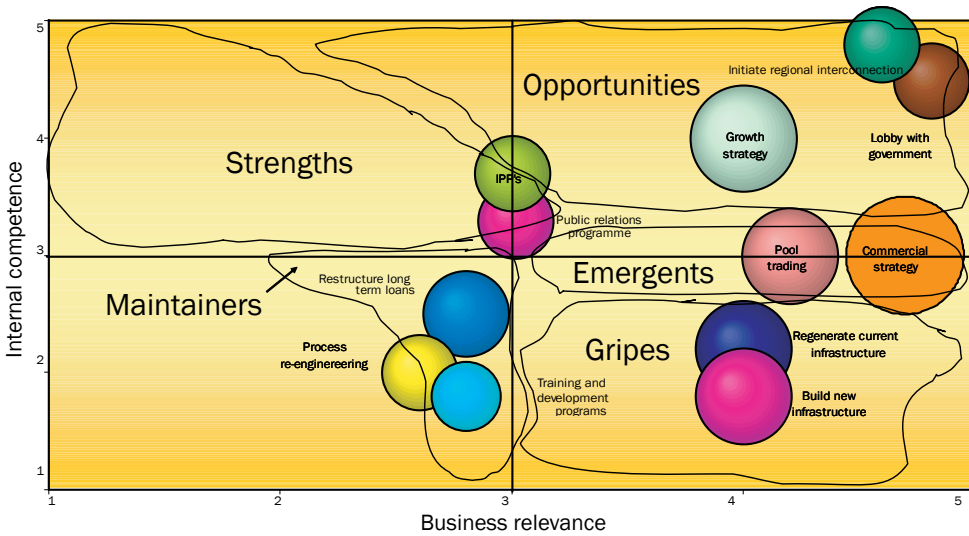 5
Initiate regional interconnection
Opportunities
4
Growth
strategy
Lobby with
government
Strengths
IPP's
Public relations
programme
3
Pool
trading
Commercial
strategy
Emergents
Restructure long
term loans
Maintainers
Process
re-engineering
Gripes
Regenerate current
infrastructure
2
Training and
development
programs
Build new
infrastructure
1
1
2
3
4
5
Business relevance
Internal competence